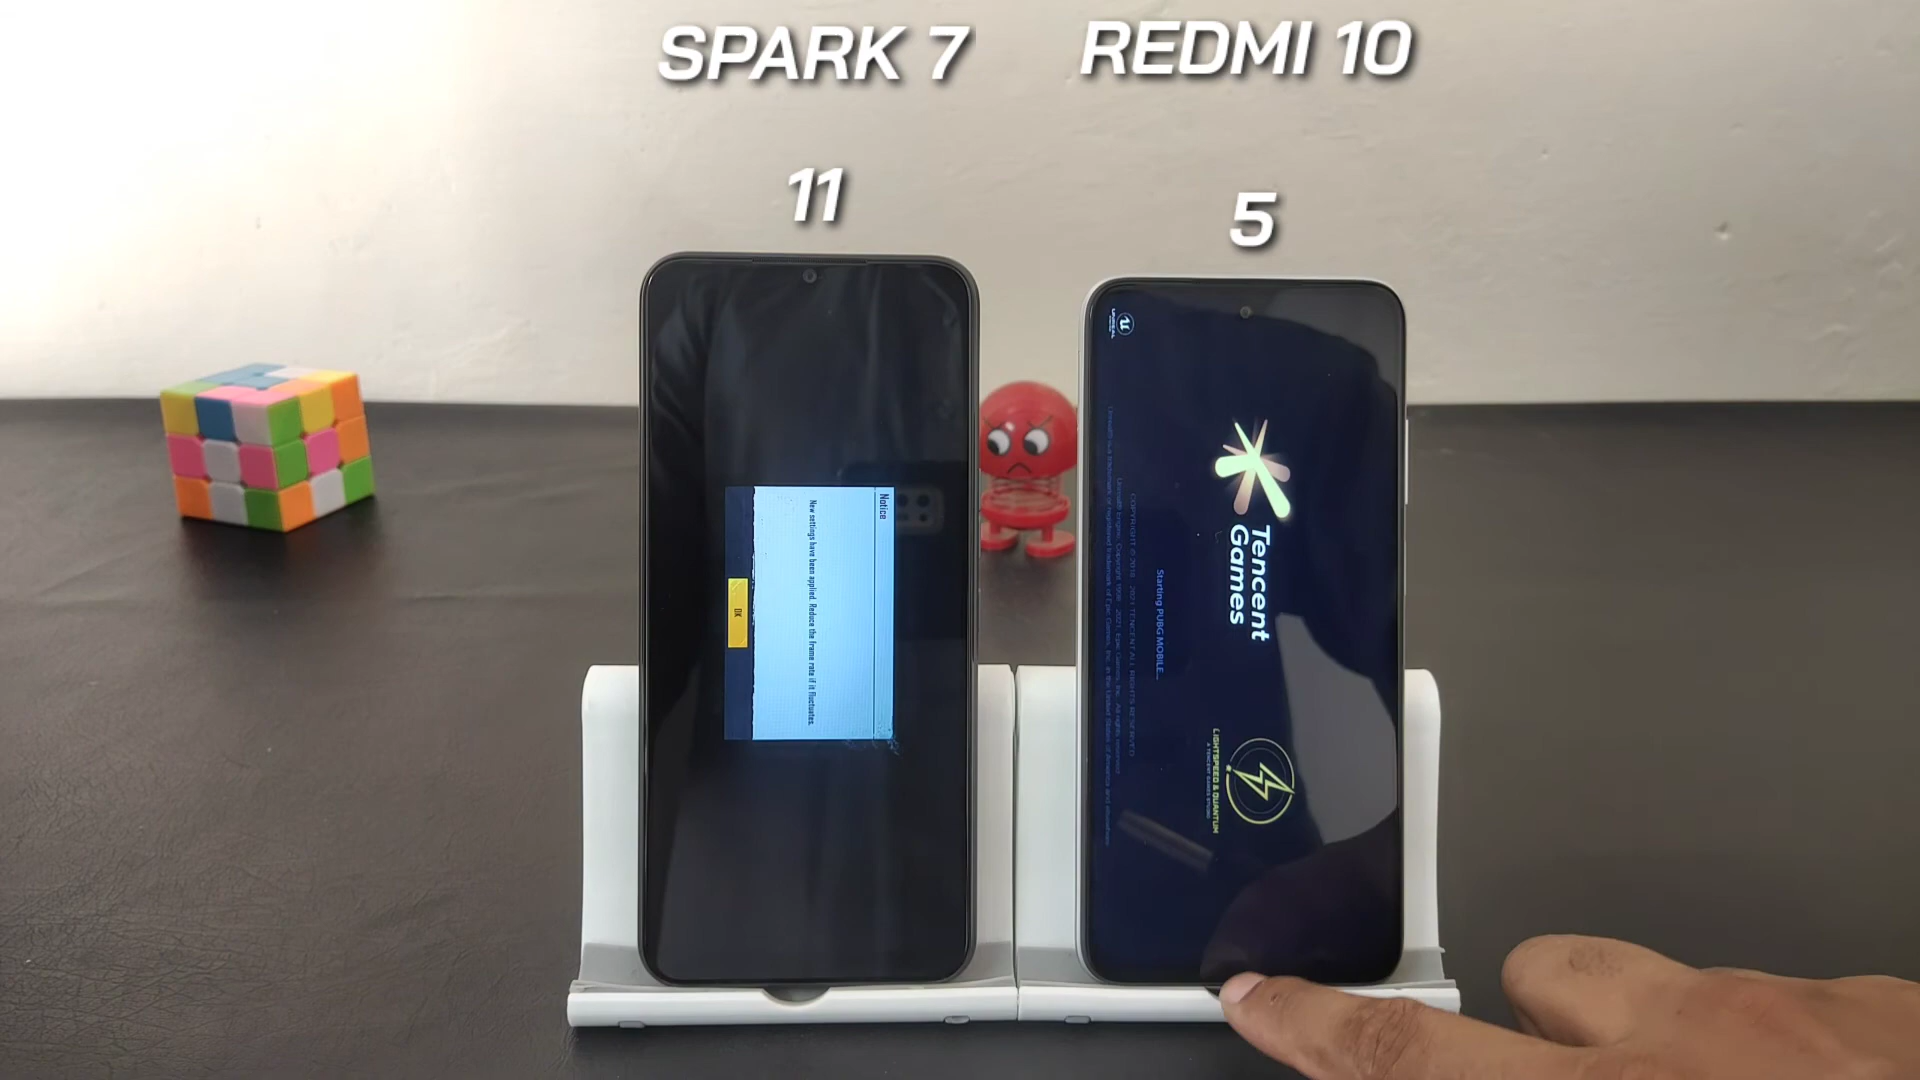 SPARK 7
REDMI 10
11
5
Notice
New settings have been applied. Reduce the frame rate if it fluctuates.
OK
UNREAL
Tencent
Games
Starting PUBG MOBILE...
LIGHTSPEED & QUANTUM